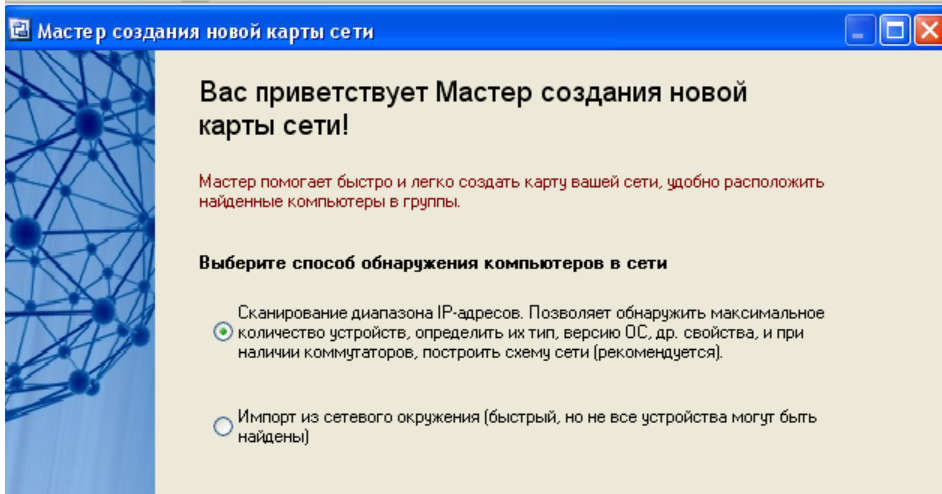 Мастер создания новой карты сети
Вас приветствует Мастер создания новой
карты сети!
Мастер помогает быстро и легко создать карту вашей сети, удобно расположить
найденные компьютеры в группы.
Выберите способ обнаружения компьютеров в сети
Сканирование диапазона IP-адресов. Позволяет обнаружить максимальное
количество устройств, определить их тип, версию ОС, др. свойства, и при
наличии коммутаторов, построить схему сети (рекомендуется).
Импорт из сетевого окружения (быстрый, но не все устройства могут быть
найдены)